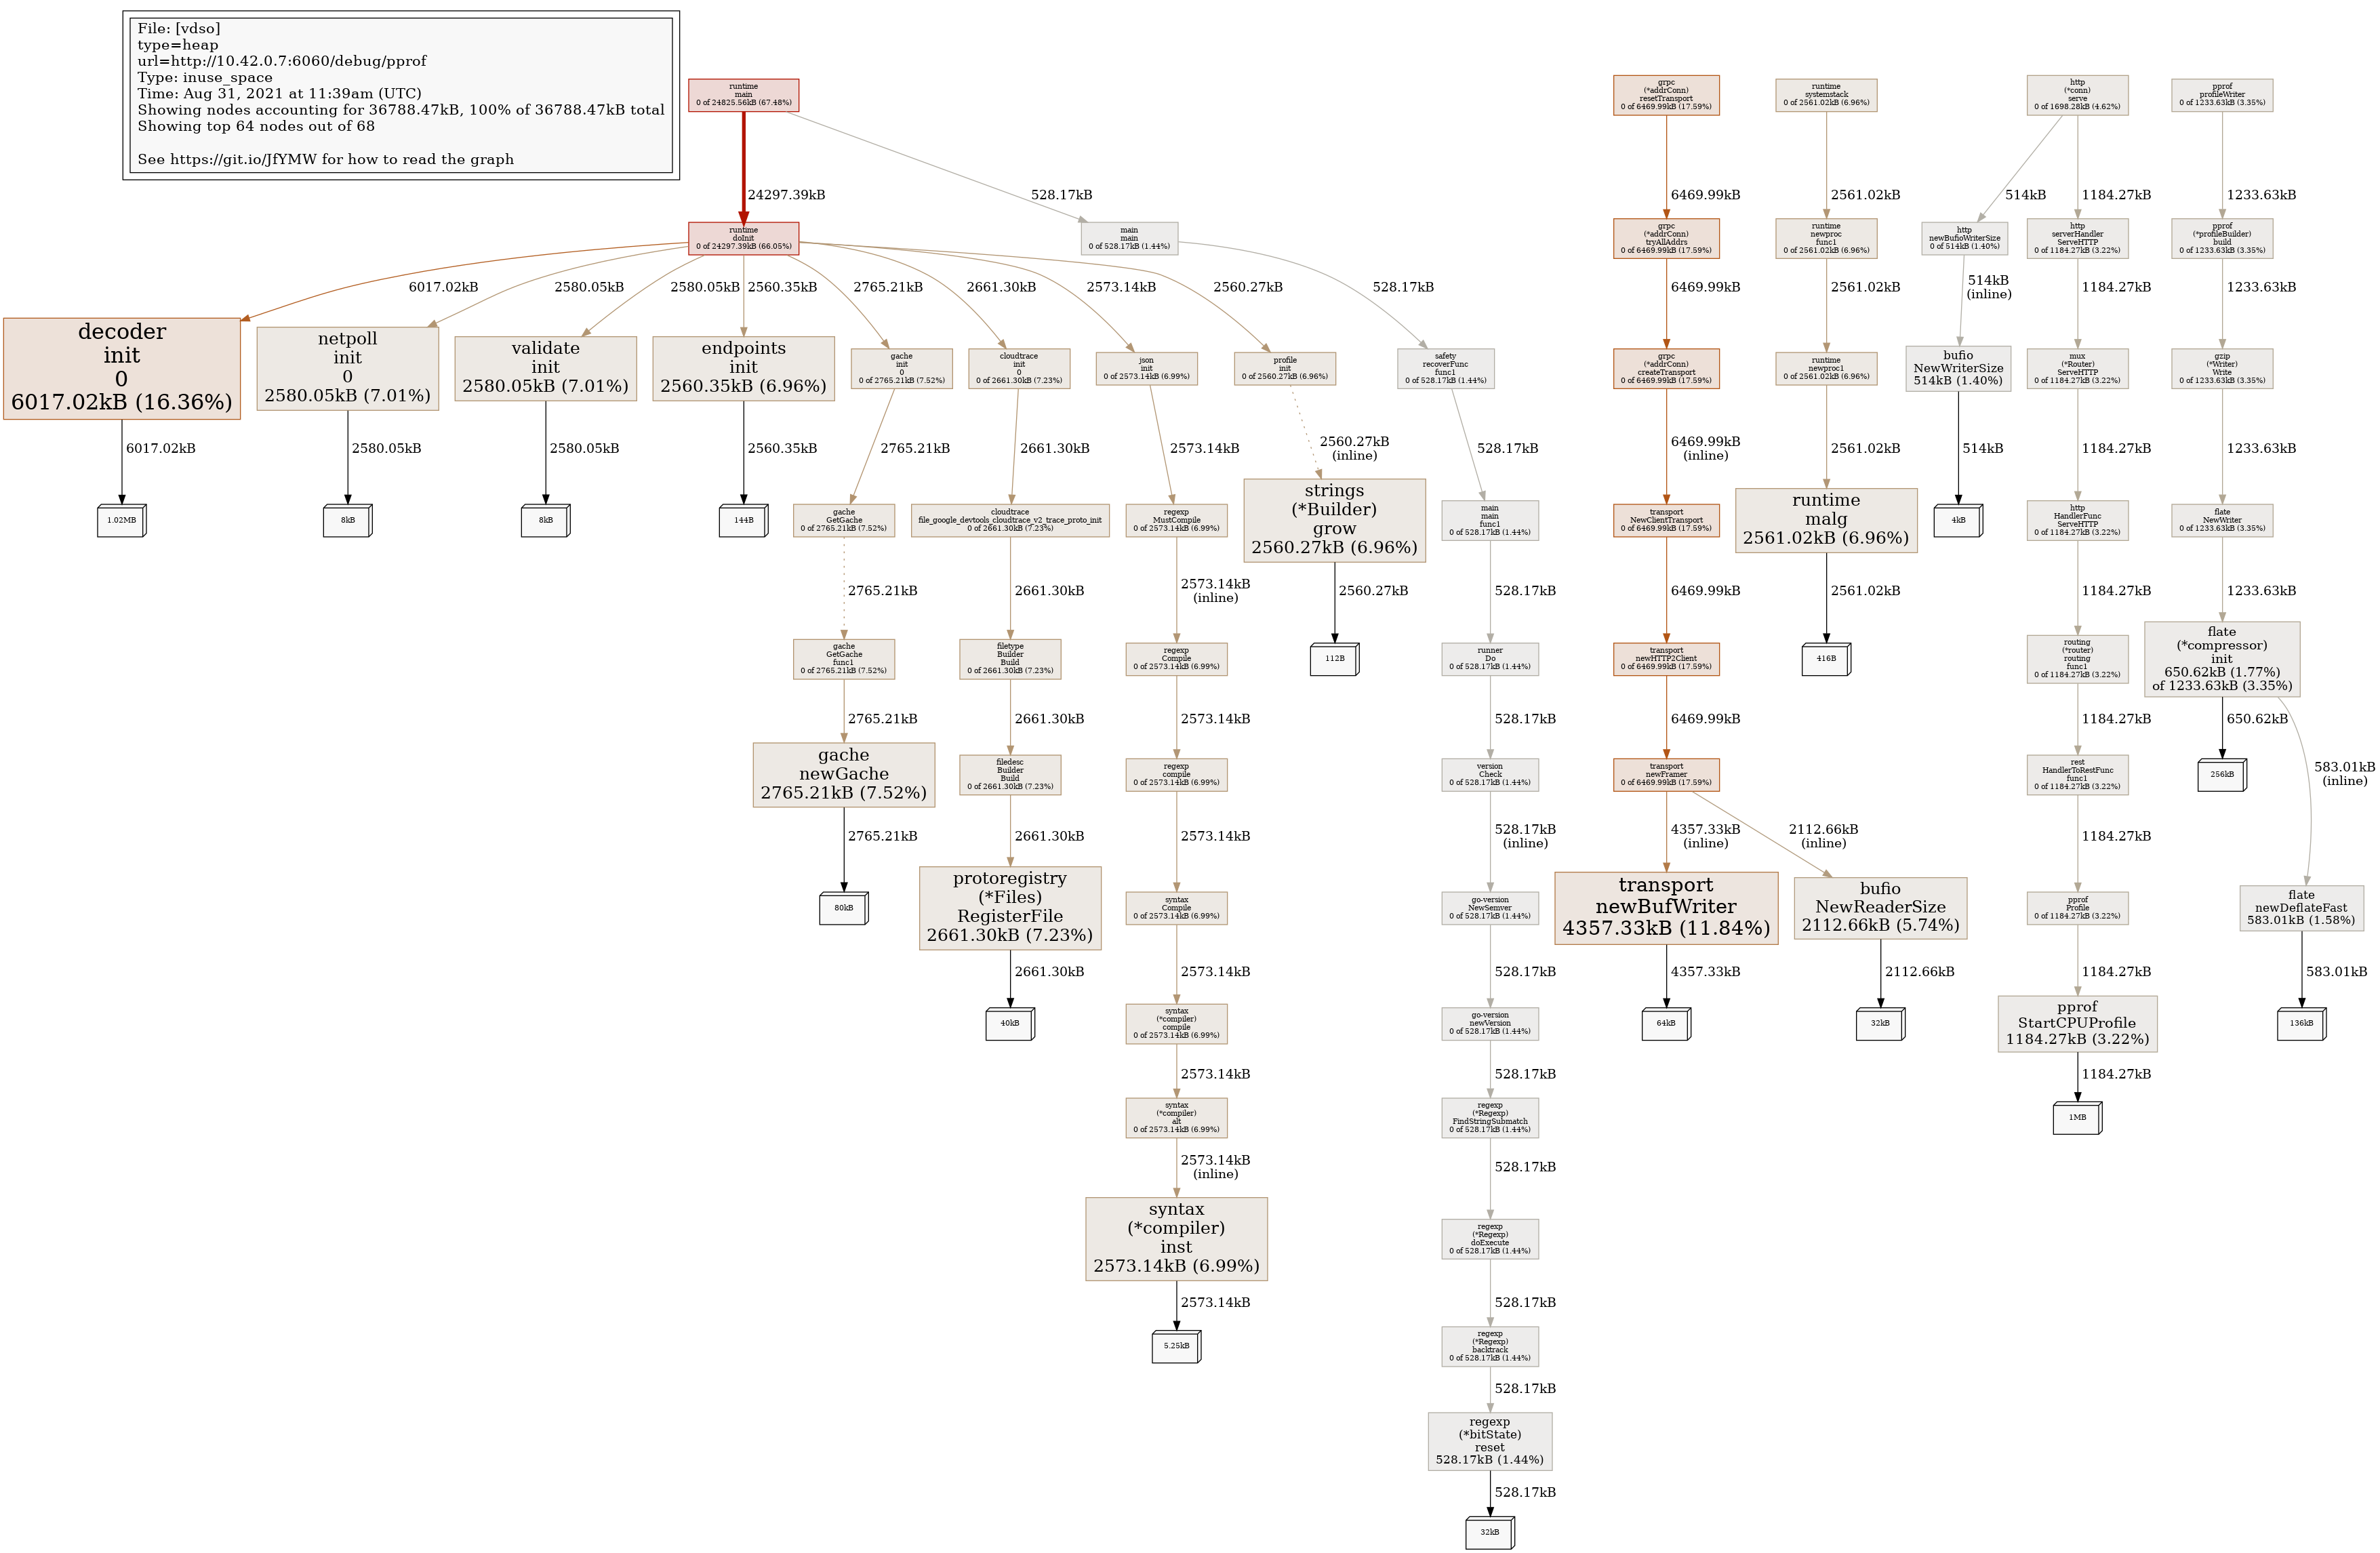 File: [vdso]
type=heap
url=http://10.42.0.7:6060/debug/pprof
Type: inuse_space
Time: Aug 31, 2021 at 11:39am (UTC)
Showing nodes accounting for 36788.47kB, 100% of 36788.47kB total
Showing top 64 nodes out of 68
See https://git.io/JfYMW for how to read the graph
runtime
main
0 of 24825.56kB (67.48%)
24297.39kB
528.17kB
runtime
doInit
0 of 24297.39kB (66.05%)
main
main
0 of 528.17kB (1.44%)
6017.02kB
2580.05kB
2580.05kB
2560.35kB
2765.21kB
2661.30kB
2573.14kB
2560.27kB
528.17kB
decoder
init
0
6017.02kB (16.36%)
6017.02kB
1.02MB
netpoll
init
0
2580.05kB (7.01%)
2580.05kB
8kB
validate
init
2580.05kB (7.01%)
2580.05kB
8kB
endpoints
init
2560.35kB (6.96%)
2560.35kB
144B
gache
init
0
0 of 2765.21kB (7.52%)
2765.21kB
gache
GetGache
0 of 2765.21kB (7.52%)
2765.21kB
gache
GetGache
func1
0 of 2765.21kB (7.52%)
2765.21kB
gache
newGache
2765.21kB (7.52%)
2765.21kB
80kB
cloudtrace
init
0
0 of 2661.30kB (7.23%)
2661.30kB
cloudtrace
file_google_devtools_cloudtrace_v2_trace_proto_init
0 of 2661.30kB (7.23%)
2661.30kB
filetype
Builder
Build
0 of 2661.30kB (7.23%)
2661.30kB
filedesc
Builder
Build
0 of 2661.30kB (7.23%)
2661.30kB
protoregistry
(*Files)
RegisterFile
2661.30kB (7.23%)
2661.30kB
40kB
json
init
0 of 2573.14kB (6.99%)
2573.14kB
regexp
MustCompile
0 of 2573.14kB (6.99%)
2573.14kB
(inline)
regexp
Compile
0 of 2573.14kB (6.99%)
2573.14kB
regexp
compile
0 of 2573.14kB (6.99%)
2573.14kB
syntax
Compile
0 of 2573.14kB (6.99%)
2573.14kB
syntax
(*compiler)
compile
0 of 2573.14kB (6.99%)
2573.14kB
syntax
(*compiler)
alt
0 of 2573.14kB (6.99%)
2573.14kB
(inline)
syntax
(*compiler)
inst
2573.14kB (6.99%)
2573.14kB
5.25kB
profile
init
0 of 2560.27kB (6.96%)
2560.27kB
(inline)
strings
(*Builder)
grow
2560.27kB (6.96%)
2560.27kB
112B
safety
recoverFunc
func1
0 of 528.17kB (1.44%)
528.17kB
main
main
func1
0 of 528.17kB (1.44%)
528.17kB
runner
Do
0 of 528.17kB (1.44%)
528.17kB
version
Check
0 of 528.17kB (1.44%)
528.17kB
(inline)
go-version
NewSemver
0 of 528.17kB (1.44%)
528.17kB
go-version
newVersion
0 of 528.17kB (1.44%)
528.17kB
regexp
(*Regexp)
FindStringSubmatch
0 of 528.17kB (1.44%)
528.17kB
regexp
(*Regexp)
doExecute
0 of 528.17kB (1.44%)
528.17kB
regexp
(*Regexp)
backtrack
0 of 528.17kB (1.44%)
528.17kB
regexp
(*bitState)
reset
528.17kB (1.44%)
528.17kB
32kB
grpc
(*addrConn)
resetTransport
0 of 6469.99kB (17.59%)
6469.99kB
grpc
(*addrConn)
tryAllAddrs
0 of 6469.99kB (17.59%)
6469.99kB
grpc
(*addrConn)
createTransport
0 of 6469.99kB (17.59%)
6469.99kB
(inline)
transport
NewClientTransport
0 of 6469.99kB (17.59%)
6469.99kB
transport
newHTTP2Client
0 of 6469.99kB (17.59%)
6469.99kB
transport
newFramer
0 of 6469.99kB (17.59%)
4357.33kB
(inline)
2112.66kB
(inline)
transport
newBufWriter
4357.33kB (11.84%)
4357.33kB
64kB
bufio
NewReaderSize
2112.66kB (5.74%)
2112.66kB
32kB
runtime
systemstack
0 of 2561.02kB (6.96%)
2561.02kB
runtime
newproc
func1
0 of 2561.02kB (6.96%)
2561.02kB
runtime
newproc1
0 of 2561.02kB (6.96%)
2561.02kB
runtime
malg
2561.02kB (6.96%)
2561.02kB
416B
http
(*conn)
serve
0 of 1698.28kB (4.62%)
514kB
1184.27kB
http
newBufioWriterSize
0 of 514kB (1.40%)
514kB
(inline)
bufio
NewWriterSize
514kB (1.40%)
514kB
4kB
http
serverHandler
ServeHTTP
0 of 1184.27kB (3.22%)
1184.27kB
mux
(*Router)
ServeHTTP
0 of 1184.27kB (3.22%)
1184.27kB
http
HandlerFunc
ServeHTTP
0 of 1184.27kB (3.22%)
1184.27kB
routing
(*router)
routing
func1
0 of 1184.27kB (3.22%)
1184.27kB
rest
HandlerToRestFunc
func1
0 of 1184.27kB (3.22%)
1184.27kB
pprof
Profile
0 of 1184.27kB (3.22%)
1184.27kB
pprof
StartCPUProfile
1184.27kB (3.22%)
1184.27kB
1MB
pprof
profileWriter
0 of 1233.63kB (3.35%)
1233.63kB
pprof
(*profileBuilder)
build
0 of 1233.63kB (3.35%)
1233.63kB
gzip
(*Writer)
Write
0 of 1233.63kB (3.35%)
1233.63kB
flate
NewWriter
0 of 1233.63kB (3.35%)
1233.63kB
flate
(*compressor)
init
650.62kB (1.77%)
of 1233.63kB (3.35%)
650.62kB
256kB
583.01kB
(inline)
flate
newDeflateFast
583.01kB (1.58%)
583.01kB
136kB